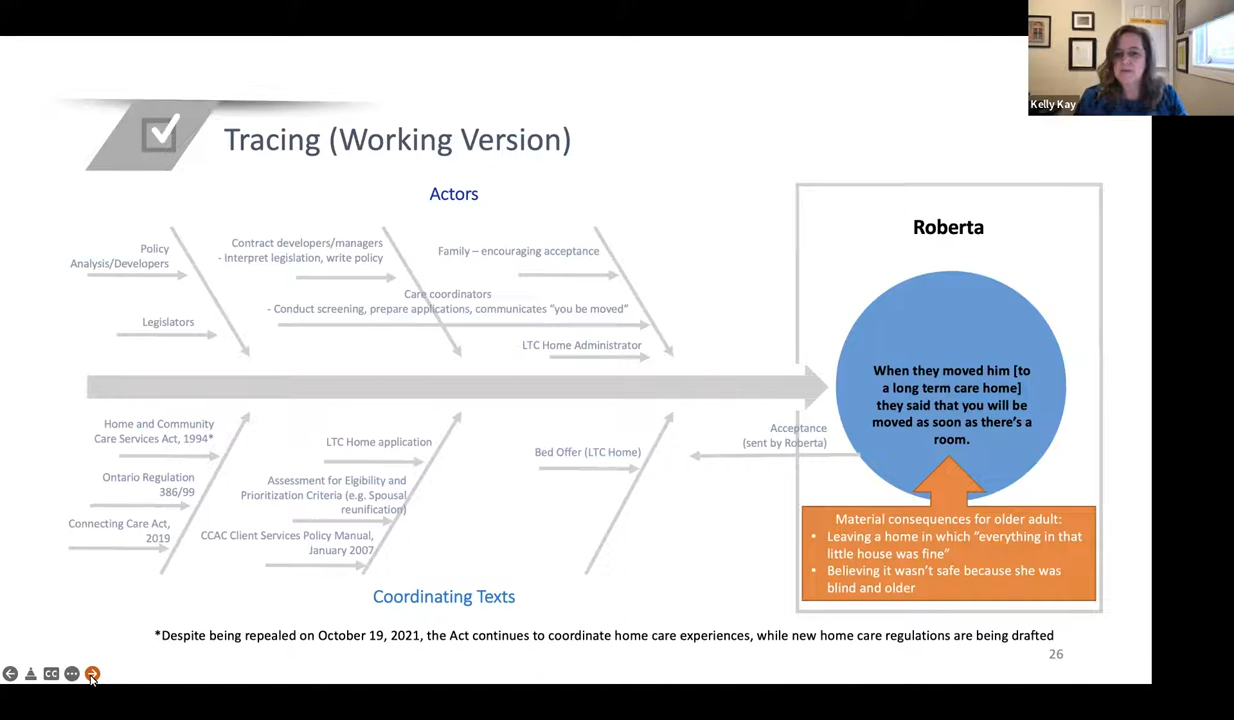 Kelly Kay
Tracing (Working Version)
Actors
Policy
Analysis/Developers
Legislators
Contract developers/managers
- Interpret legislation, write policy
Care coordinators
- Conduct screening, prepare applications, communicates “you be moved”
Family – encouraging acceptance
LTC Home Administrator
Home and Community
Care Services Act, 1994*
Ontario Regulation
386/99
Connecting Care Act,
2019
LTC Home application
Assessment for Elgibility and
Prioritization Criteria (e.g. Spousal
reunification)
CCAC Client Services Policy Manual,
January 2007
Bed Offer (LTC Home)
Acceptance
(sent by Roberta)
Coordinating Texts
Roberta
When they moved him [to
a long term care home]
they said that you will be
moved as soon as there’s a
room.
Material consequences for older adult:
• Leaving a home in which “everything in that
little house was fine”
• Believing it wasn’t safe because she was
blind and older
*Despite being repealed on October 19, 2021, the Act continues to coordinate home care experiences, while new home care regulations are being drafted
26
CC